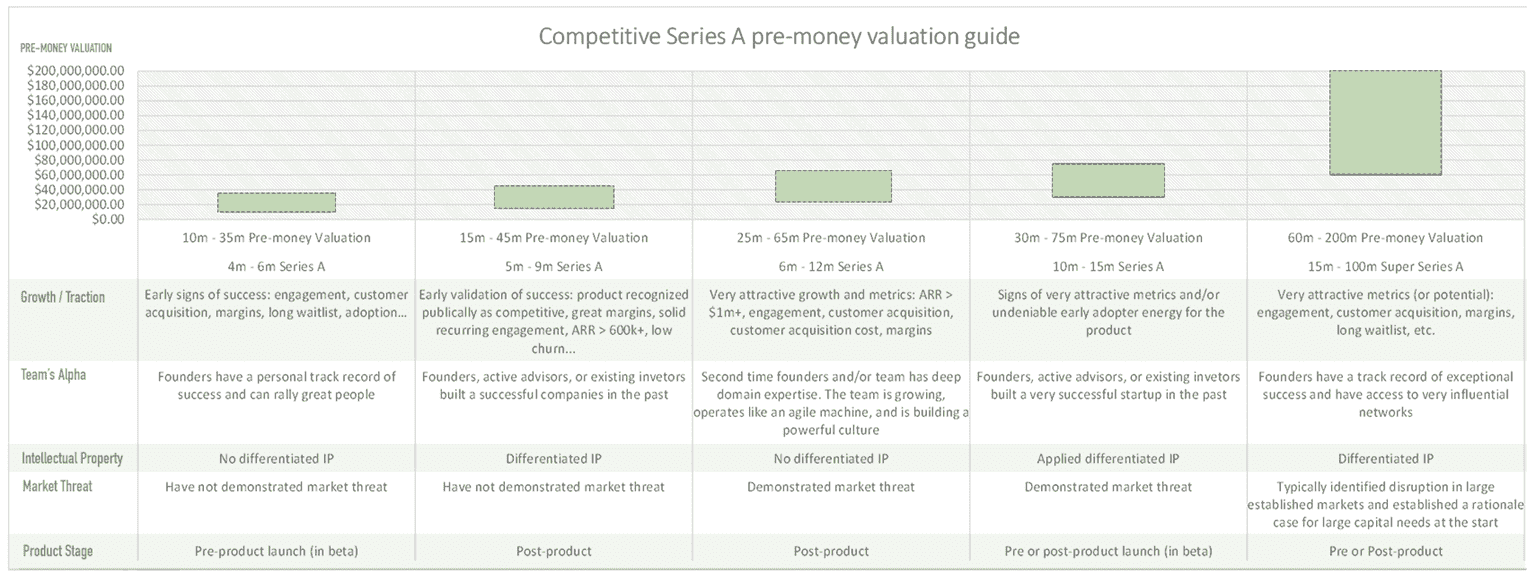 Competitive Series A pre-money valuation guide
PRE-MONEY VALUATION
$200,000,000.00
$180,000,000.00
$160,000,000.00
$140,000,000.00
$120,000,000.00
$100,000,000.00
$80,000,000.00
$60,000,000.00
$40,000,000.00
$20,000,000.00
$0.00
10m - 35m Pre-money Valuation
4m - 6m Series A
15m - 45m Pre-money Valuation
5m - 9m Series A
25m - 65m Pre-money Valuation
6m - 12m Series A
30m - 75m Pre-money Valuation
10m - 15m Series A
60m - 200m Pre-money Valuation
15m - 100m Super Series A
Growth / Traction
Early signs of success: engagement, customer
acquisition, margins, long waitlist, adoption...
Early validation of success: product recognized
publically as competitive, great margins, solid
recurring engagement, ARR > 600k+, low
churn...
Very attractive growth and metrics: ARR >
$1m+, engagement, customer acquisition,
customer acquisition cost, margins
Signs of very attractive metrics and/or
undeniable early adopter energy for the
product
Very attractive metrics (or potential):
engagement, customer acquisition, margins,
long waitlist, etc.
Team's Alpha
Founders have a personal track record of
success and can rally great people
Founders, active advisors, or existing invetors
built a successful companies in the past
Second time founders and/or team has deep
domain expertise. The team is growing,
operates like an agile machine, and is building a
powerful culture
Founders, active advisors, or existing invetors
built a very successful startup in the past
Founders have a track record of exceptional
success and have access to very influential
networks
Intellectual Property
No differentiated IP
Differentiated IP
No differentiated IP
Applied differentiated IP
Differentiated IP
Market Threat
Have not demonstrated market threat
Have not demonstrated market threat
Demonstrated market threat
Demonstrated market threat
Typically identified disruption in large
established markets and established a rationale
case for large capital needs at the start
Product Stage
Pre-product launch (in beta)
Post-product
Post-product
Pre or post-product launch (in beta)
Pre or Post-product